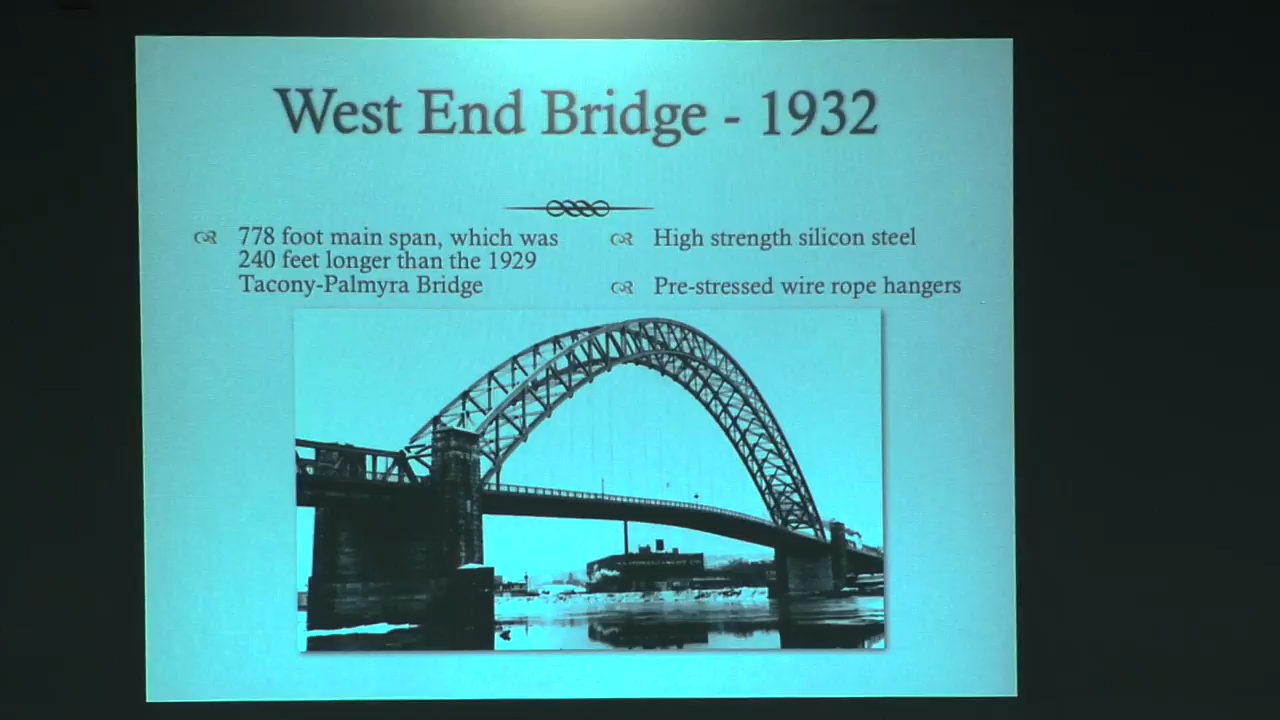 West End Bridge - 1932
778 foot main span, which was
240 feet longer than the 1929
Tacony-Palmyra Bridge
High strength silicon steel
Pre-stressed wire rope hangers